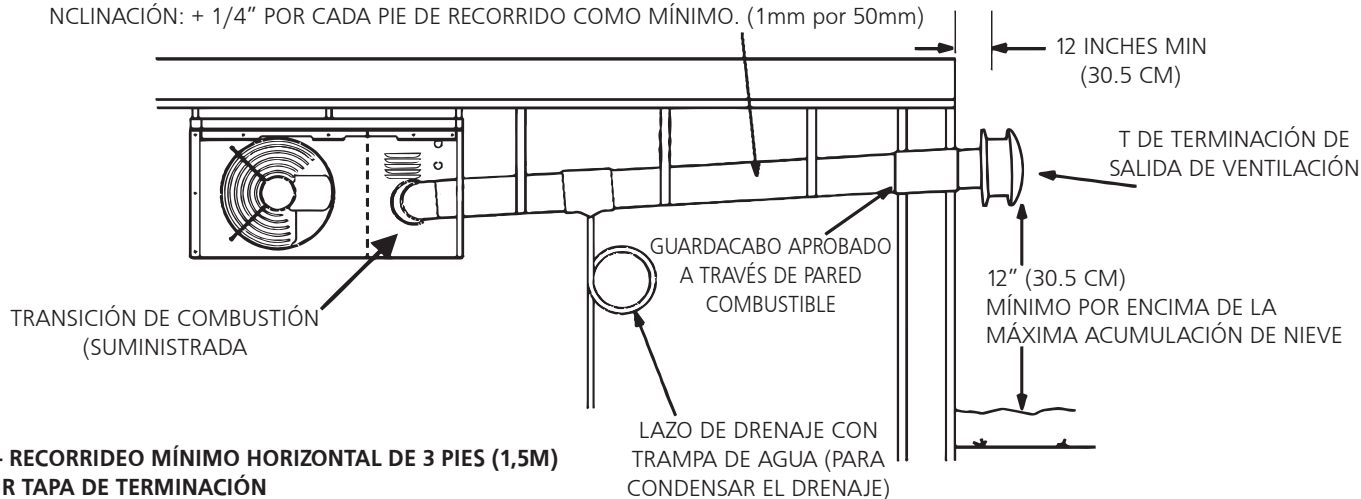 NCLINACIÓN: + 1/4” POR CADA PIE DE RECORRIDO COMO MÍNIMO. (1mm por 50mm)
12 INCHES MIN
(30.5 CM)
T DE TERMINACIÓN DE
SALIDA DE VENTILACIÓN
GUARDACABO APROBADO
A TRAVÉS DE PARED
COMBUSTIBLE
12” (30.5 CM)
MÍNIMO POR ENCIMA DE LA
MÁXIMA ACUMULACIÓN DE NIEVE
TRANSICIÓN DE COMBUSTIÓN
(SUMINISTRADA
LAZO DE DRENAJE CON
TRAMPA DE AGUA (PARA
CONDENSAR EL DRENAJE)
- RECORRIDEO MÍNIMO HORIZONTAL DE 3 PIES (1,5M)
R TAPA DE TERMINACIÓN